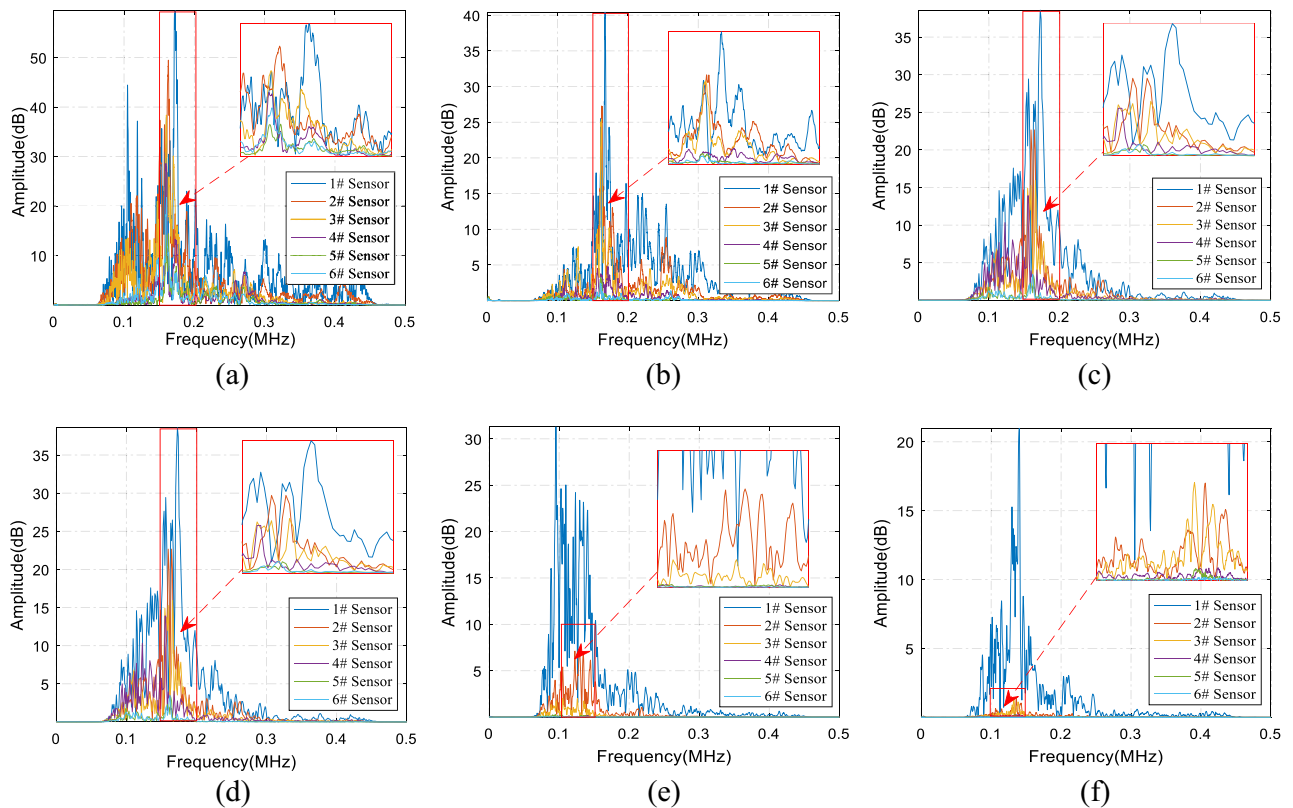 Amplitude(dB)
50
40
30
20
10
0
0.1
0.2
0.3
0.4
0.5
Frequency(MHz)
1# Sensor
2# Sensor
3# Sensor
4# Sensor
5# Sensor
6# Sensor
(a)
Amplitude(dB)
40
35
30
25
20
15
10
5
0
0.1
0.2
0.3
0.4
0.5
Frequency(MHz)
1# Sensor
2# Sensor
3# Sensor
4# Sensor
5# Sensor
6# Sensor
(b)
Amplitude(dB)
35
30
25
20
15
10
5
0
0.1
0.2
0.3
0.4
0.5
Frequency(MHz)
1# Sensor
2# Sensor
3# Sensor
4# Sensor
5# Sensor
6# Sensor
(c)
Amplitude(dB)
35
30
25
20
15
10
5
0
0.1
0.2
0.3
0.4
0.5
Frequency(MHz)
1# Sensor
2# Sensor
3# Sensor
4# Sensor
5# Sensor
6# Sensor
(d)
Amplitude(dB)
30
25
20
15
10
5
0
0.1
0.2
0.3
0.4
0.5
Frequency(MHz)
1# Sensor
2# Sensor
3# Sensor
4# Sensor
5# Sensor
6# Sensor
(e)
Amplitude(dB)
20
15
10
5
0
0.1
0.2
0.3
0.4
0.5
Frequency(MHz)
1# Sensor
2# Sensor
3# Sensor
4# Sensor
5# Sensor
6# Sensor
(f)